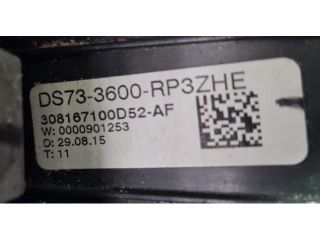 DS73-3600-RP3ZHE
308167100D52-AF
W: 0000901253
D: 29.08.15
T: 11